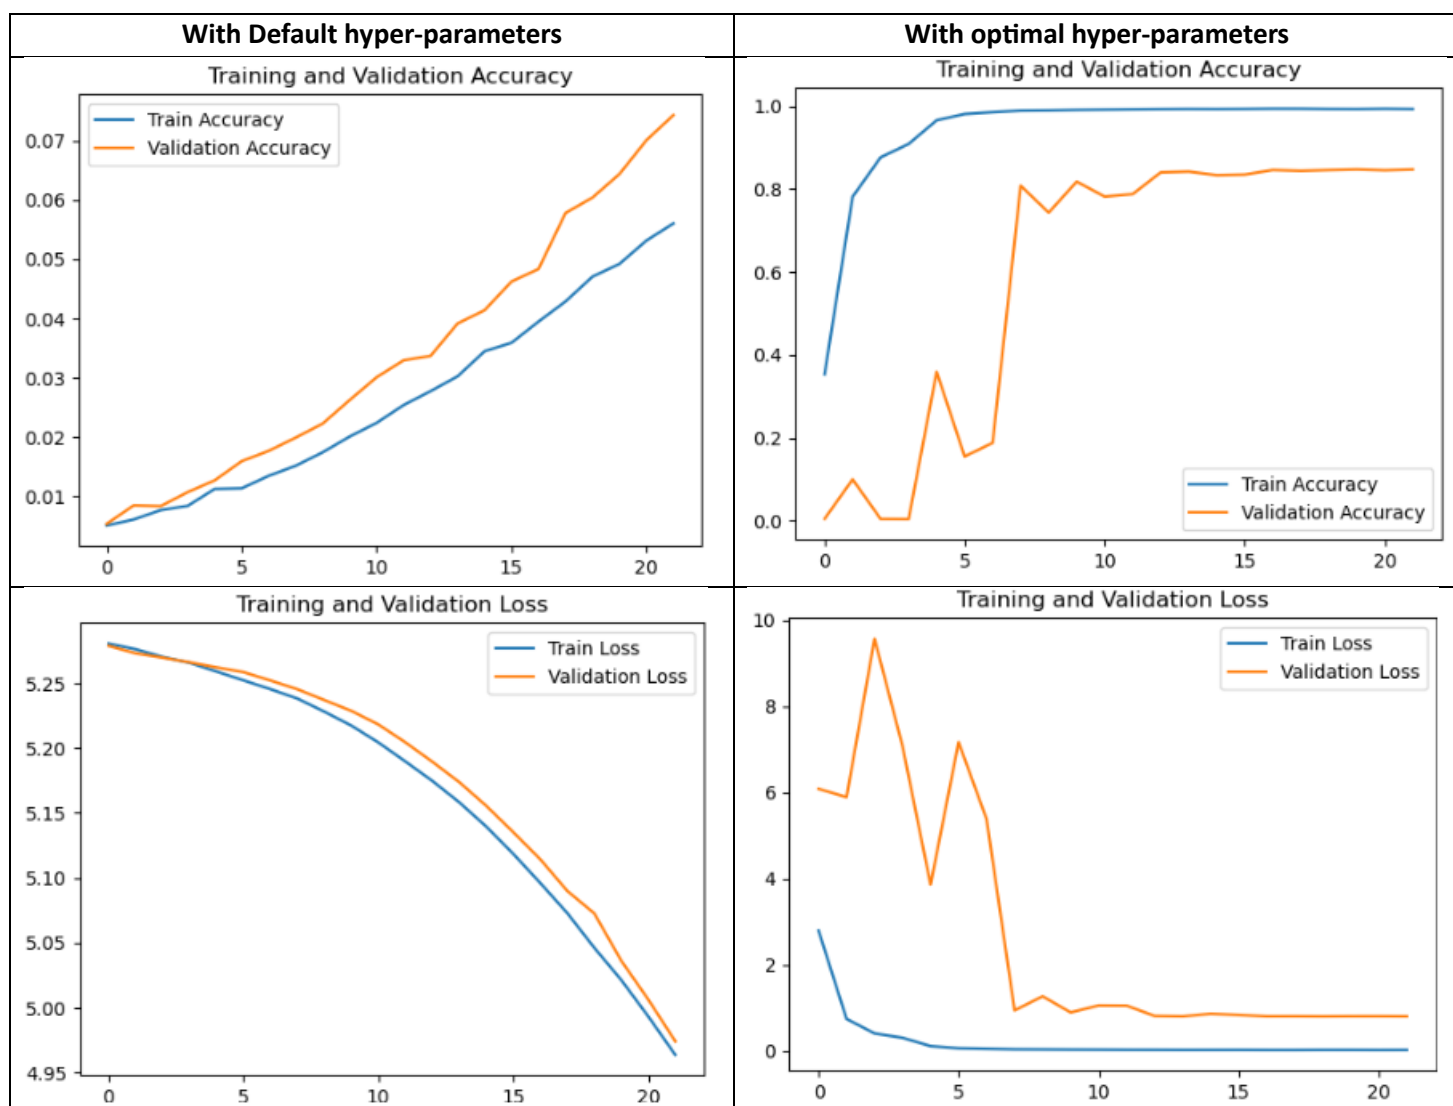 With Default hyper-parameters
With optimal hyper-parameters
Training and Validation Accuracy
Train Accuracy
Validation Accuracy
0.07
0.06
0.05
0.04
0.03
0.02
0.01
0 5 10 15 20
Training and Validation Accuracy
1.0
0.8
0.6
0.4
0.2
0.0
Train Accuracy
Validation Accuracy
0 5 10 15 20
Training and Validation Loss
Train Loss
Validation Loss
5.25
5.20
5.15
5.10
5.05
5.00
4.95
0 5 10 15 20
Training and Validation Loss
10
Train Loss
Validation Loss
8
6
4
2
0
0 5 10 15 20